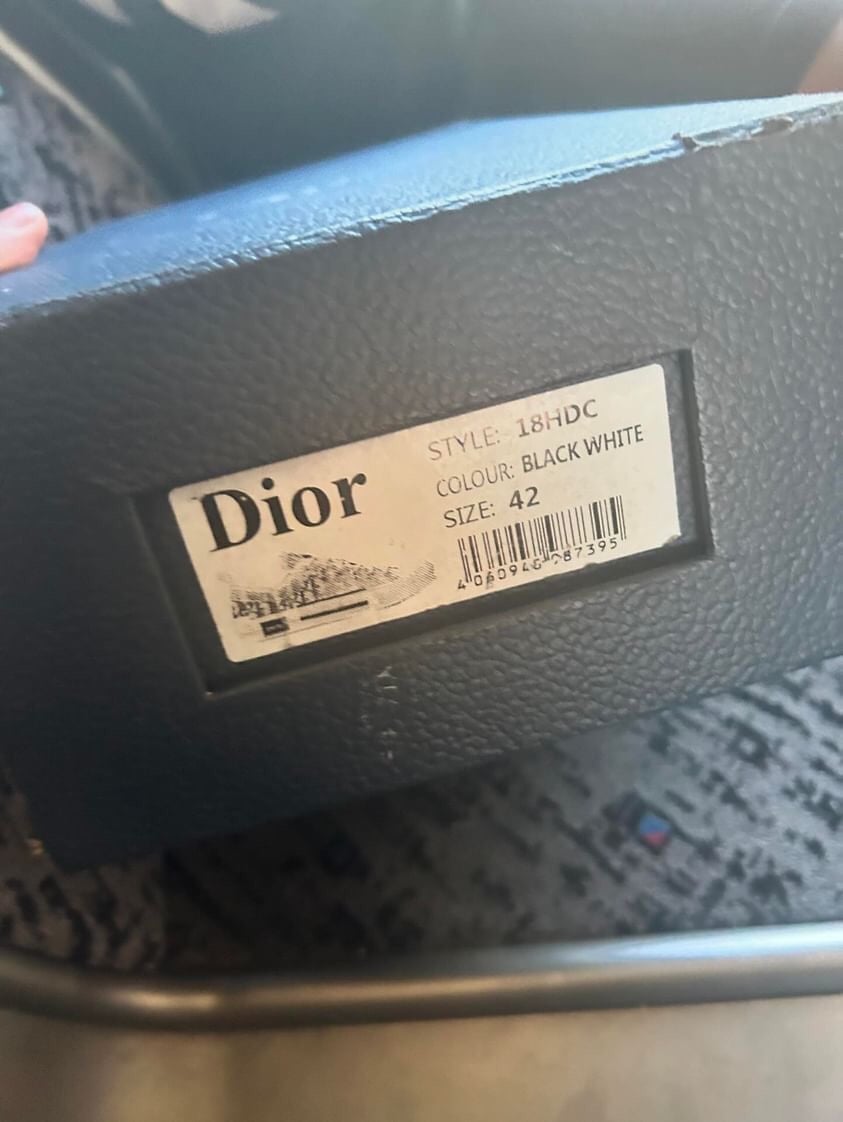 Dior
STYLE: 18HDC
COLOUR: BLACK WHITE
SIZE: 42